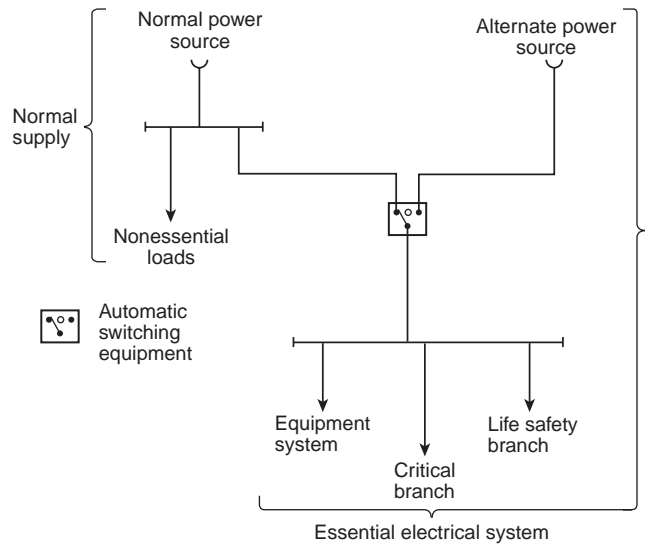 Normal power
source
Alternate power
source
Normal
supply
Nonessential
loads
Automatic
switching
equipment
Equipment
system
Life safety
branch
Critical
branch
Essential electrical system